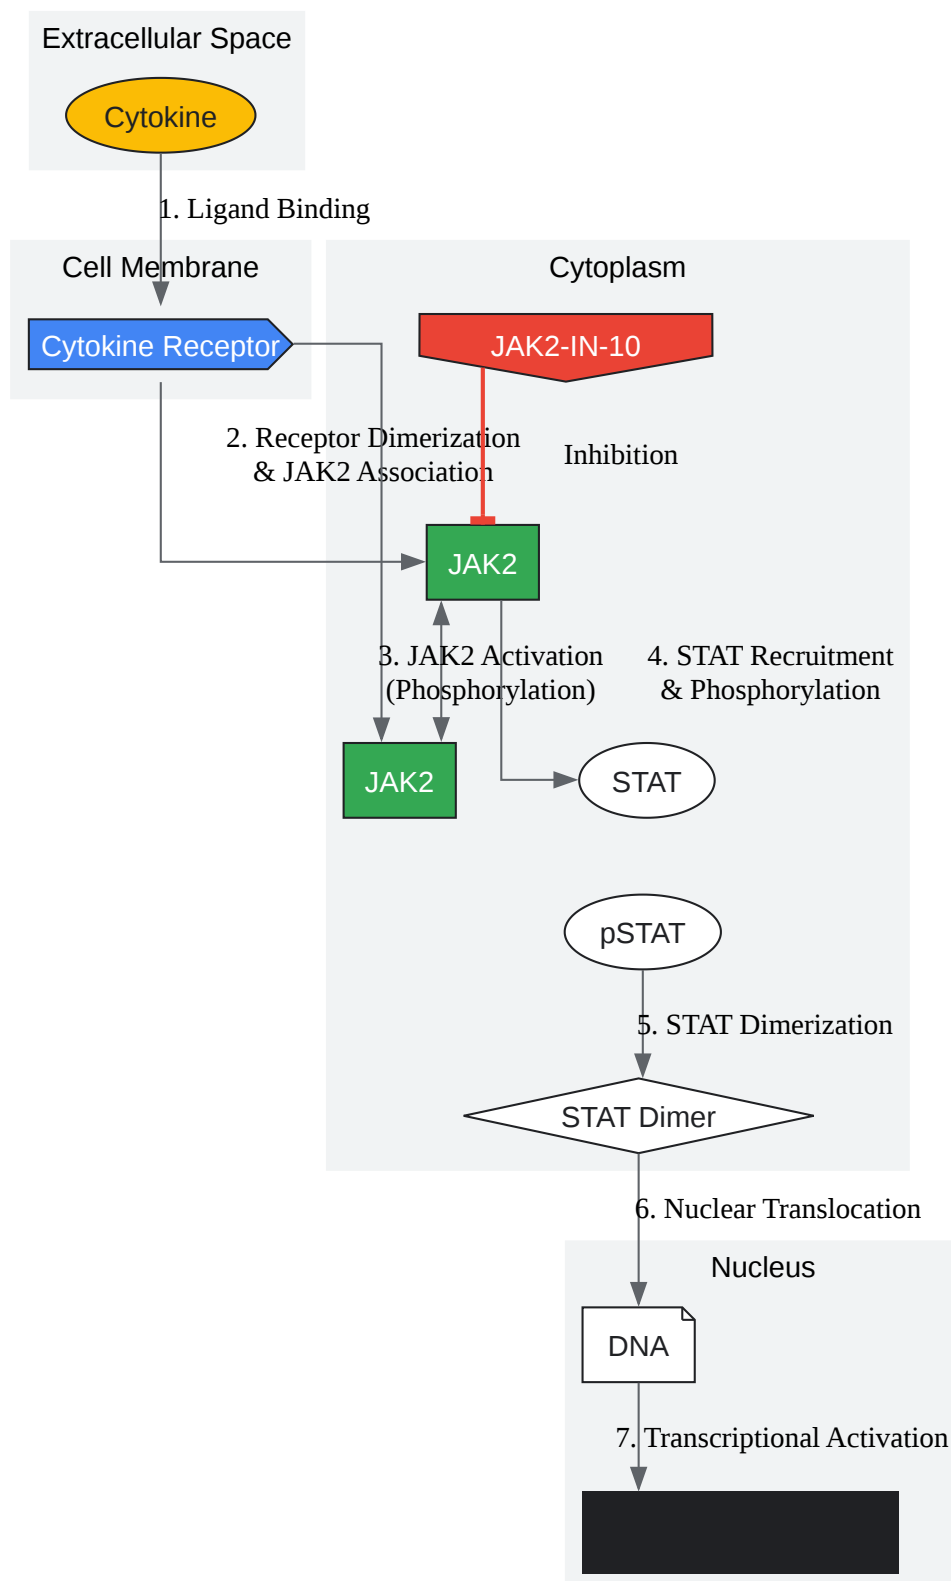 Extracellular Space
Cytokine
1. Ligand Binding
Cell Membrane
Cytoplasm
Cytokine Receptor
JAK2-IN-10
2. Receptor Dimerization
& JAK2 Association
Inhibition
JAK2
3. JAK2 Activation
(Phosphorylation)
4. STAT Recruitment
& Phosphorylation
JAK2
STAT
pSTAT
5. STAT Dimerization
STAT Dimer
6. Nuclear Translocation
Nucleus
DNA
7. Transcriptional Activation